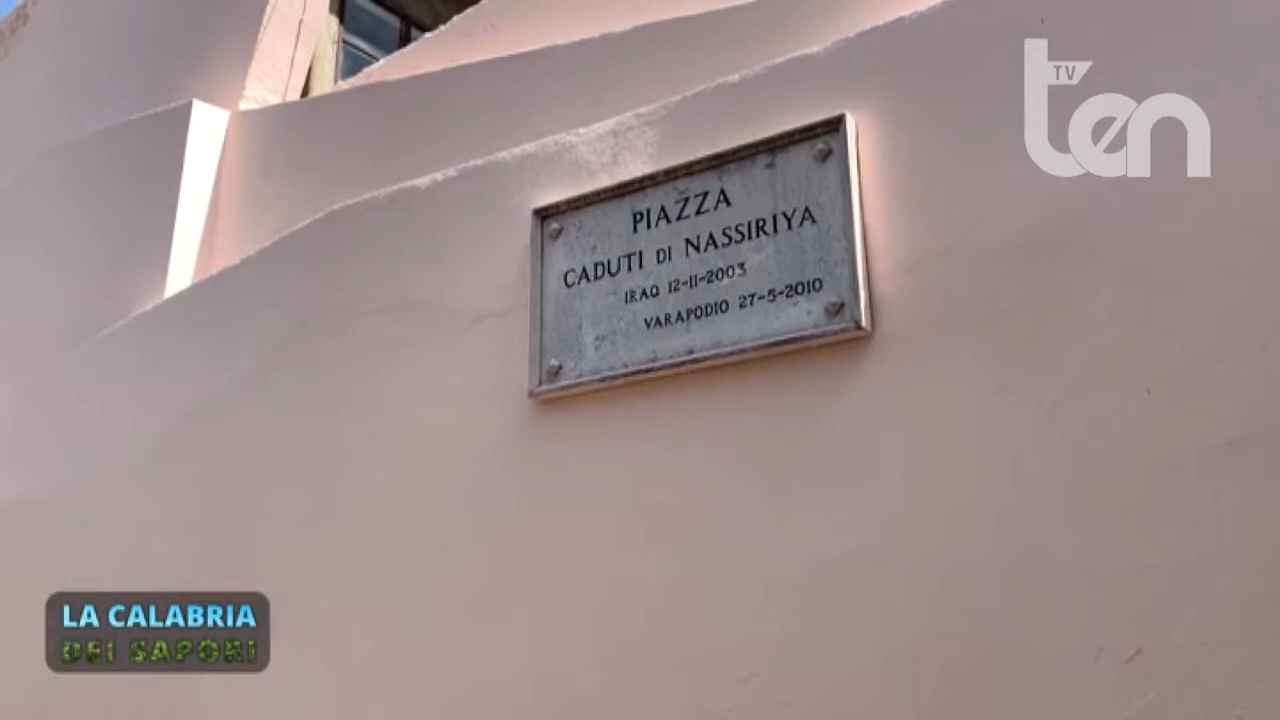 TV
ten
PIAZZA
CADUTI DI NASSIRIYA
IRAQ 12-11-2003
VARAPODIO 27-5-2010
LA CALABRIA
DEI SAPORI